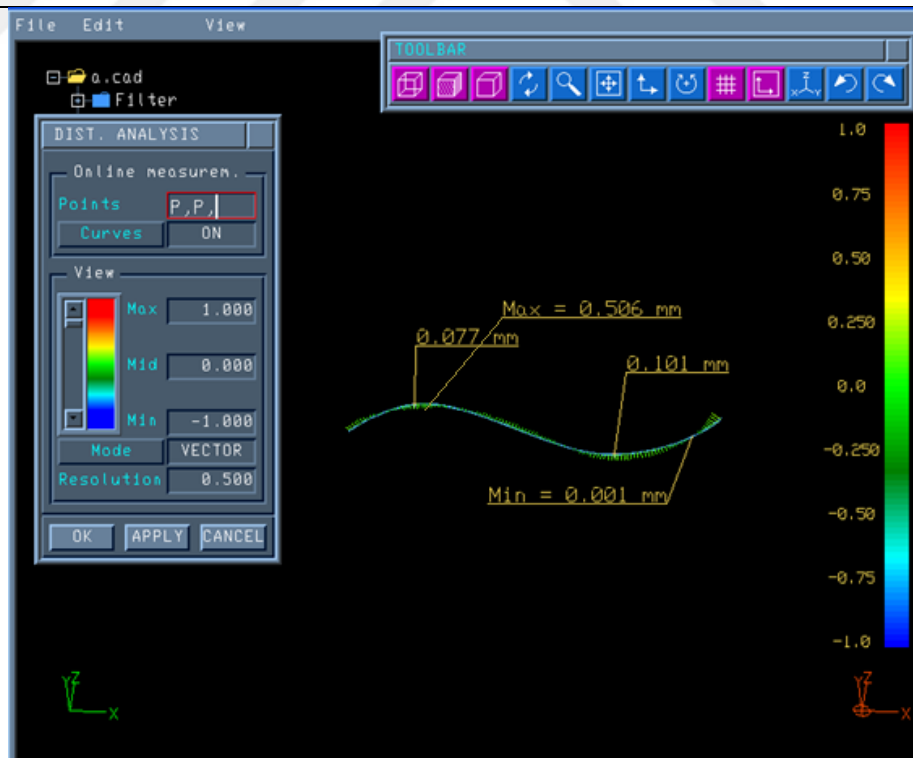 File Edit View
TOOLBAR
a.cad
Filter
DIST. ANALYSIS
Online measurem.
Points P,P,
Curves ON
View
Max 1.000
Mid 0.000
Min -1.000
Mode VECTOR
Resolution 0.500
OK APPLY CANCEL
Max = 0.506 mm
0.077 mm
0.101 mm
Min = 0.001 mm
1.0
0.75
0.50
0.250
0.0
-0.250
-0.50
-0.75
-1.0
Z
X Y
YZ
X
YZ
X